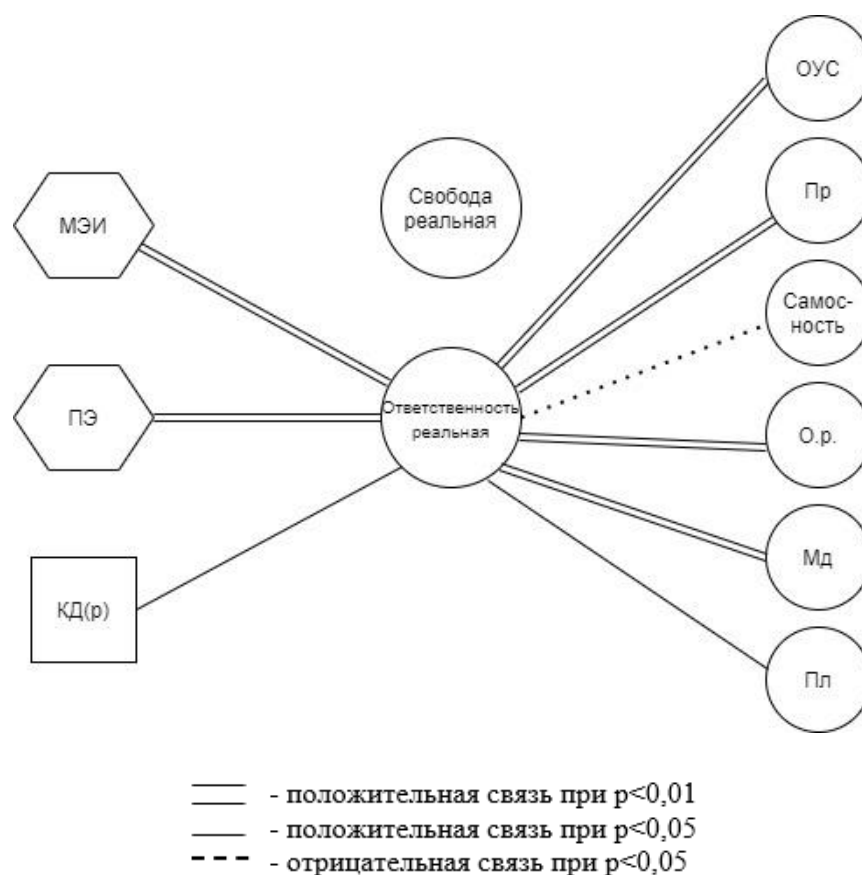 ОУС
Свобода
реальная
Пр
МЭИ
Самос-
ность
Ответственность
реальная
ПЭ
О.р.
Мд
КД(р)
Пл
- положительная связь при p<0,01
- положительная связь при p<0,05
- отрицательная связь при p<0,05